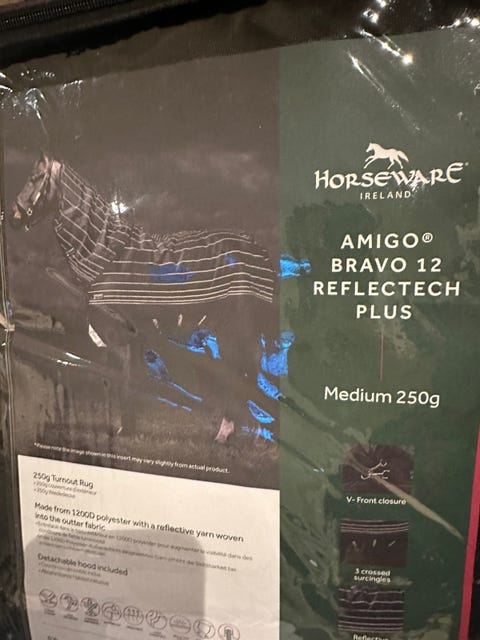 HORSEWARE®
IRELAND
AMIGO®
BRAVO 12
REFLECTECH
PLUS
Medium 250g
*Please note the image shown in this insert may vary slightly from actual product.
V- Front closure
3 crossed
surcingles
Reflective
250g Turnout Rug
Made from 1200D polyester with a reflective yarn woven
into the outter fabric
Detachable hood included